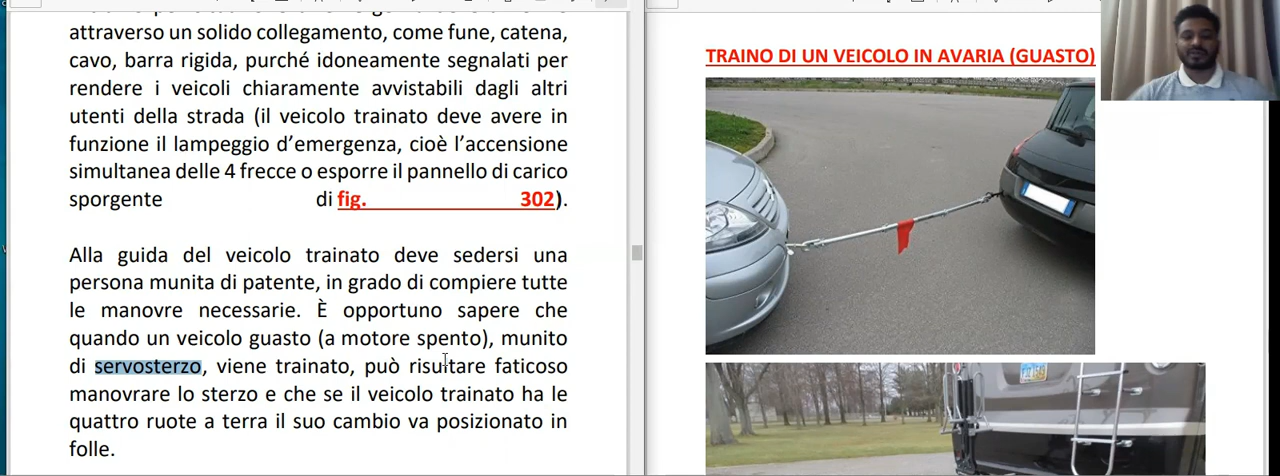 attraverso un solido collegamento, come fune, catena,
cavo, barra rigida, purché idoneamente segnalati per
rendere i veicoli chiaramente avvistabili dagli altri
utenti della strada (il veicolo trainato deve avere in
funzione il lampeggio d'emergenza, cioè l'accensione
simultanea delle 4 frecce o esporre il pannello di carico
sporgente di fig. 302).
Alla guida del veicolo trainato deve sedersi una
persona munita di patente, in grado di compiere tutte
le manovre necessarie. È opportuno sapere che
quando un veicolo guasto (a motore spento), munito
di servosterzo, viene trainato, può risultare faticoso
manovrare lo sterzo e che se il veicolo trainato ha le
quattro ruote a terra il suo cambio va posizionato in
folle.
TRAINO DI UN VEICOLO IN AVARIA (GUASTO)